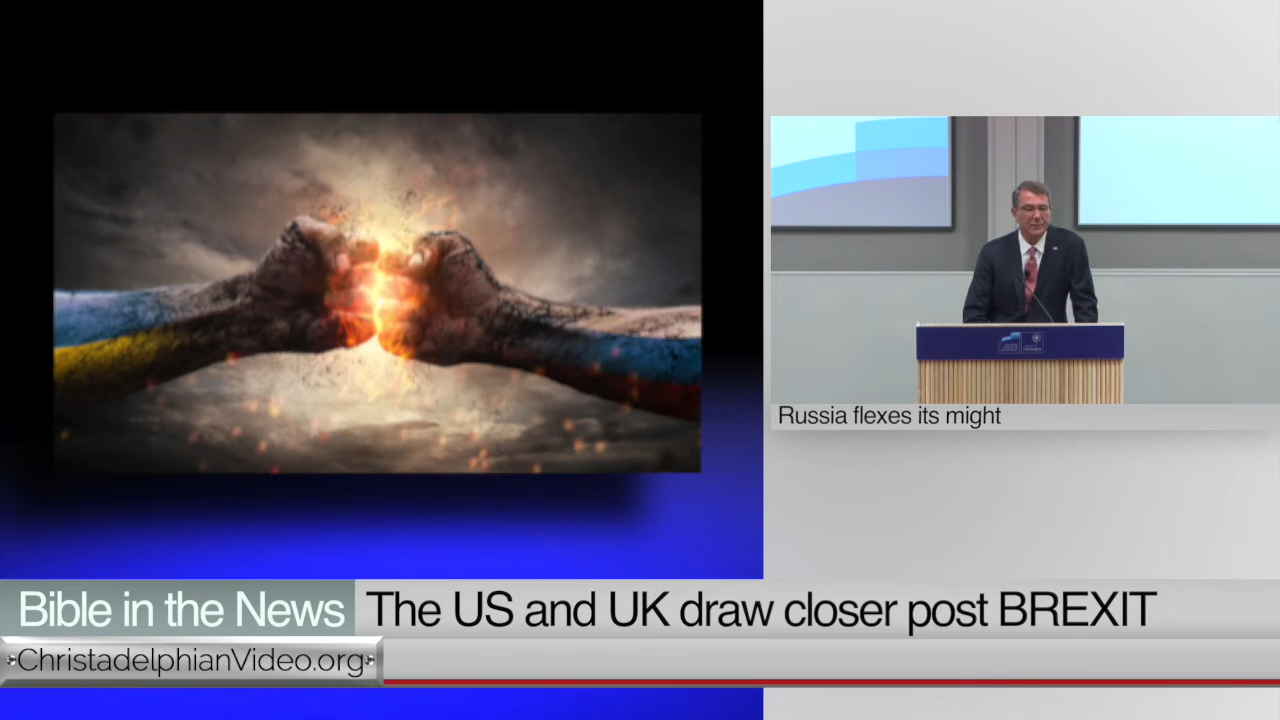 Russia flexes its might
Bible in the News
The US and UK draw closer post BREXIT
ChristadelphianVideo.org